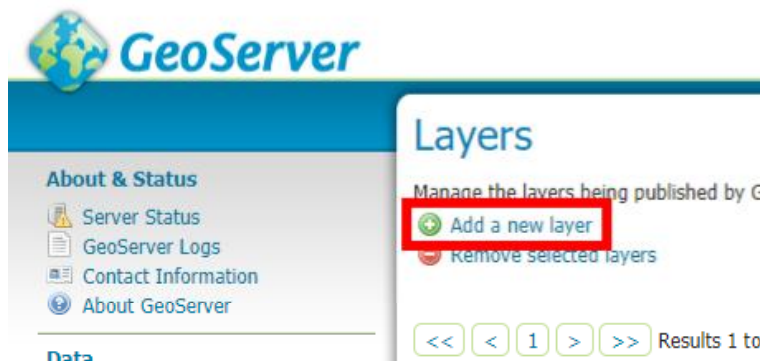 GeoServer
About & Status
Server Status
GeoServer Logs
Contact Information
About GeoServer
Data
Layers
Manage the layers being published by G
Add a new layer
Remove selected layers
<< < 1 > >> Results 1 to